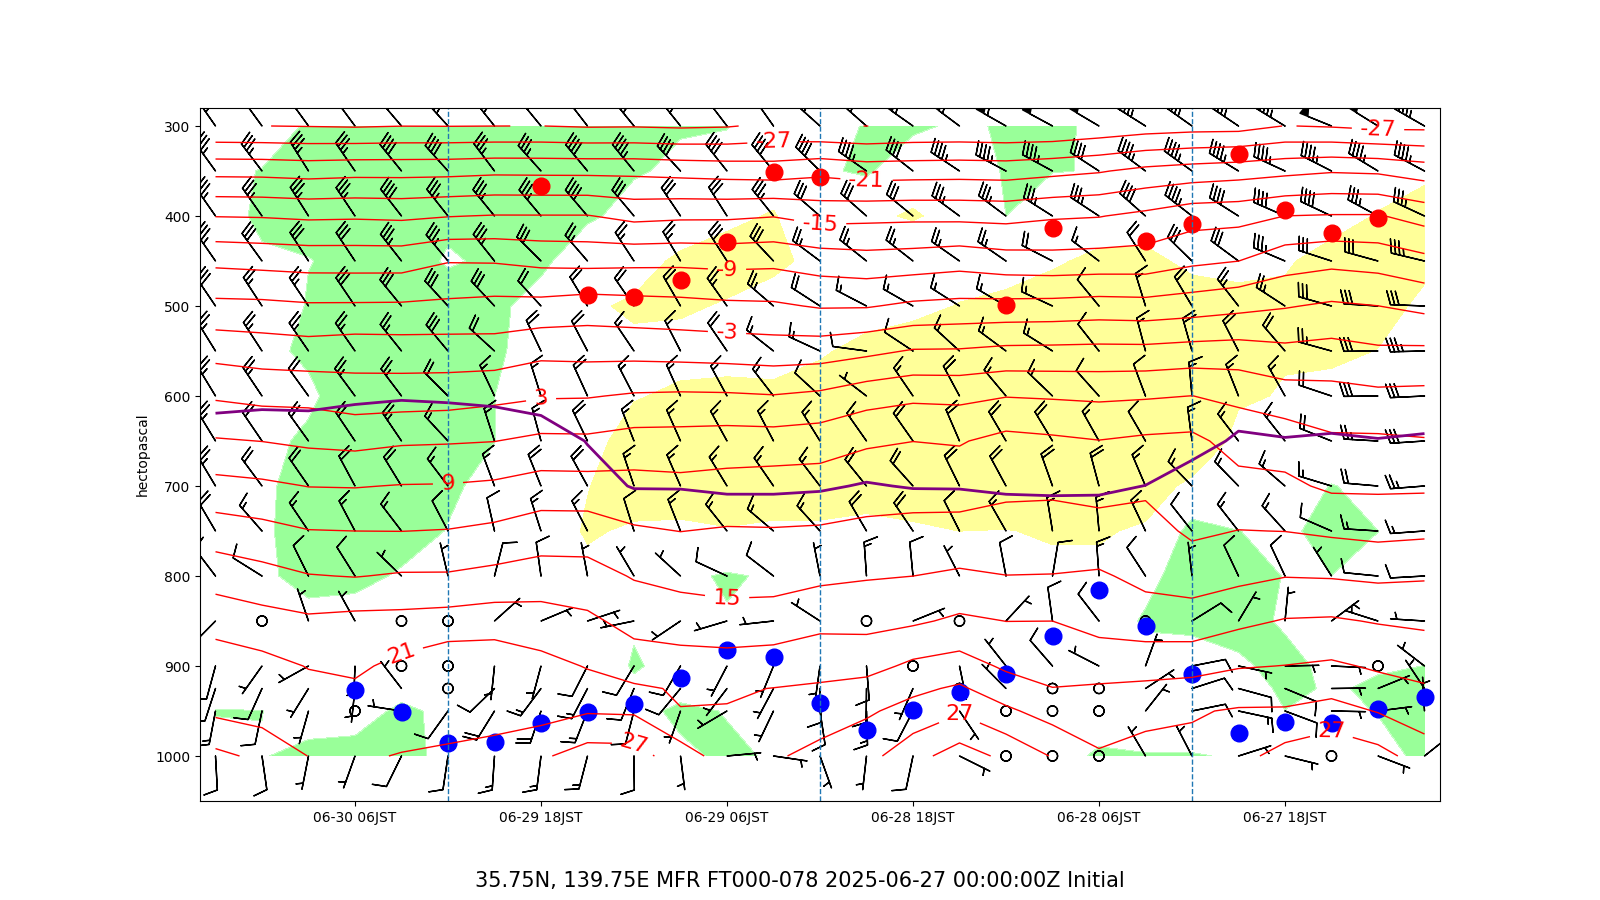 300
400
500
600
700
800
900
1000
hectopascal
-27
27
-21
-15
-9
-3
3
9
15
21
27
27
27
06-30 06JST
06-29 18JST
06-29 06JST
06-28 18JST
06-28 06JST
06-27 18JST
35.75N, 139.75E MFR FT000-078 2025-06-27 00:00:00Z Initial